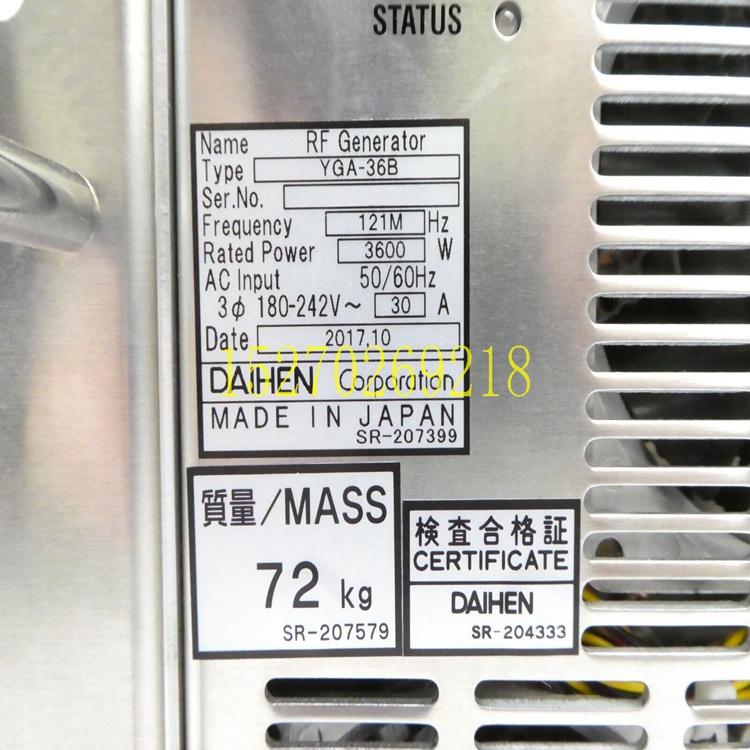 STATUS
Name RF Generator
Type YGA-36B
Ser.No.
Frequency 121M Hz
Rated Power 3600 W
AC Input 50/60Hz
3φ 180-242V～ 30 A
Date 2017.10
15270269218
DAIHEN Corporation
MADE IN JAPAN
SR-207399
質量/MASS
72 kg
SR-207579
検査合格証
CERTIFICATE
DAIHEN
SR-204333